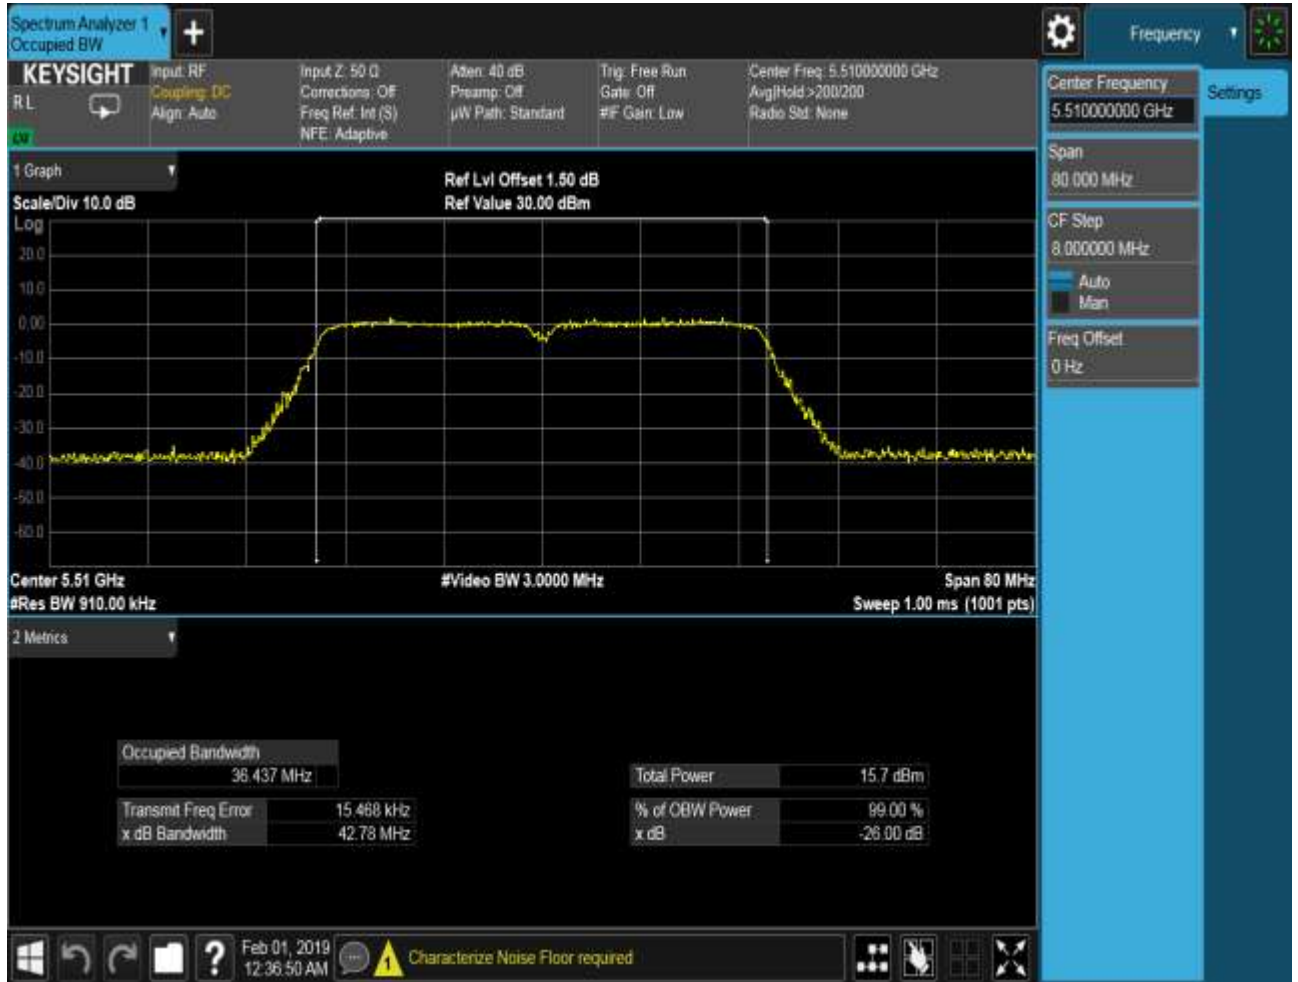 Spectrum Analyzer 1
Occupied BW
Frequency
KEYSIGHT
R L
Input: RF
Coupling: DC
Align: Auto
Input Z: 50 Ω
Corrections: Off
Freq Ref: Int (S)
NFE: Adaptive
Atten: 40 dB
Preamp: Off
µW Path: Standard
Trig: Free Run
Gate: Off
#IF Gain: Low
Center Freq: 5.510000000 GHz
Avg|Hold:>200/200
Radio Std: None
Center Frequency
5.510000000 GHz
Settings
Span
80.000 MHz
CF Step
8.000000 MHz
Auto
Man
Freq Offset
0 Hz
1 Graph
Scale/Div 10.0 dB
Ref Lvl Offset 1.50 dB
Ref Value 30.00 dBm
Log
20.0
10.0
0.00
-10.0
-20.0
-30.0
-40.0
-50.0
-60.0
Center 5.51 GHz
#Video BW 3.0000 MHz
Span 80 MHz
#Res BW 910.00 kHz
Sweep 1.00 ms (1001 pts)
2 Metrics
Occupied Bandwidth
36.437 MHz
Transmit Freq Error 15.468 kHz
x dB Bandwidth 42.78 MHz
Total Power 15.7 dBm
% of OBW Power 99.00 %
x dB -26.00 dB
?
Feb 01, 2019
12:36:50 AM
1
Characterize Noise Floor required